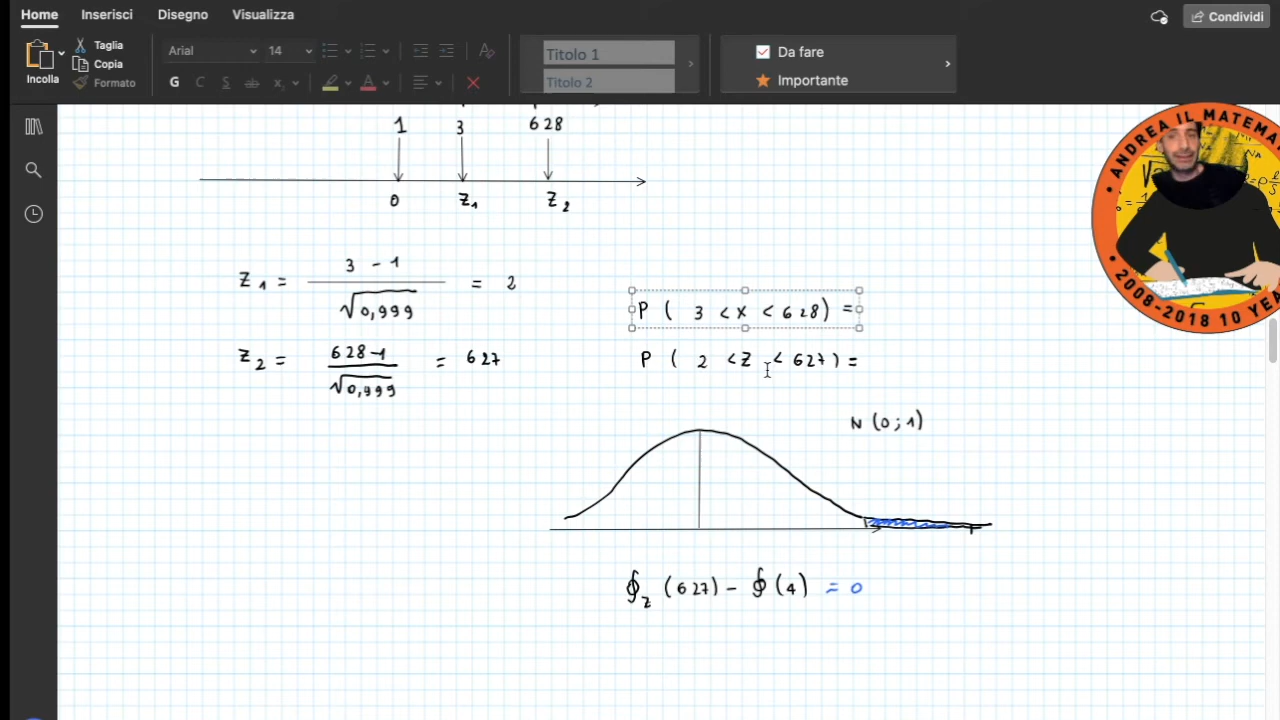 Home Inserisci Disegno Visualizza
Condividi
Incolla
Taglia
Copia
Formato
Arial 14
G C S ab x
Titolo 1
Titolo 2
Da fare
Importante
ANDREA IL MATEMA
2008-2018 10 YEA
1 3 628
0 Z1 Z2
Z1 = 3 - 1 / √0,999 = 2
P ( 3 < X < 628) =
Z2 = 628-1 / √0,999 = 627
P ( 2 < Z < 627) =
N (0 ; 1)
∮z (627) - ∮ (4) = 0